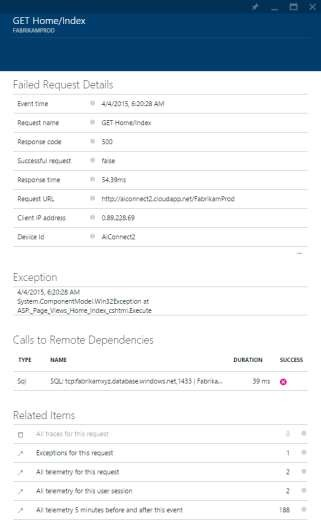 GET Home/Index
FABRIKAMPROD
Failed Request Details
Event time 4/4/2015, 6:20:28 AM
Request name GET Home/Index
Response code 500
Successful request false
Response time 54.39ms
Request URL http://aiconnect2.cloudapp.net/FabrikamProd
Client IP address 0.89.228.69
Device Id AIConnect2
...
Exception
4/4/2015, 6:20:28 AM
System.ComponentModel.Win32Exception at
ASP._Page_Views_Home_Index_cshtml.Execute
Calls to Remote Dependencies
TYPE NAME DURATION SUCCESS
Sql SQL: tcp:fabrikamxyz.database.windows.net,1433 | Fabrika... 39 ms
Related Items
All traces for this request 0
Exceptions for this request 1
All telemetry for this request 2
All telemetry for this user session 2
All telemetry 5 minutes before and after this event 188